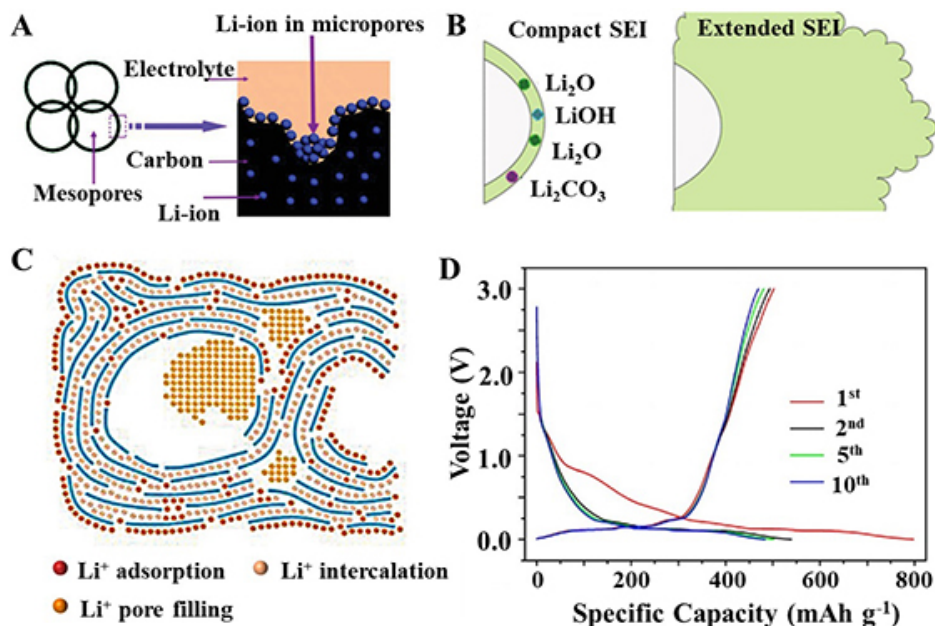 A
Li-ion in micropores
Electrolyte
Carbon
Mesopores
Li-ion
B
Compact SEI
Extended SEI
Li₂O
LiOH
Li₂O
Li₂CO₃
C
Li⁺ adsorption
Li⁺ intercalation
Li⁺ pore filling
D
Voltage (V)
3.0
2.0
1.0
0.0
1ˢᵗ
2ⁿᵈ
5ᵗʰ
10ᵗʰ
0
200
400
600
800
Specific Capacity (mAh g⁻¹)